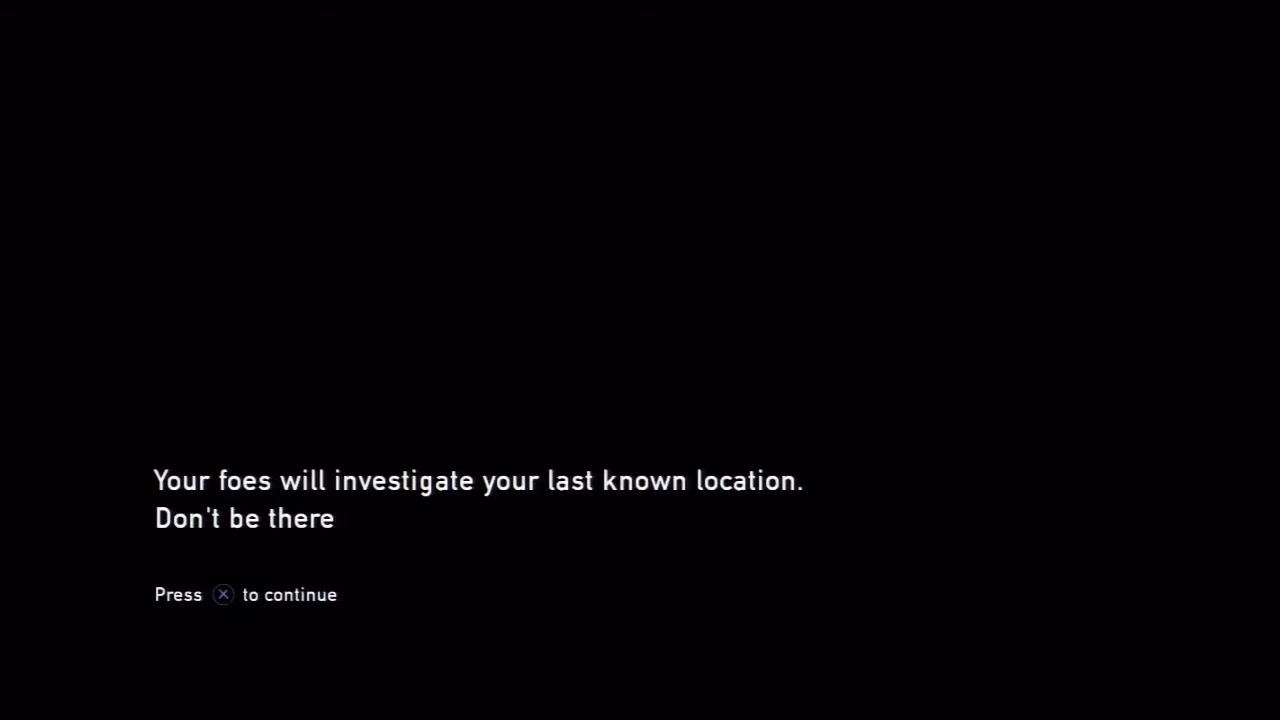 Your foes will investigate your last known location.
Don't be there
Press ⓧ to continue